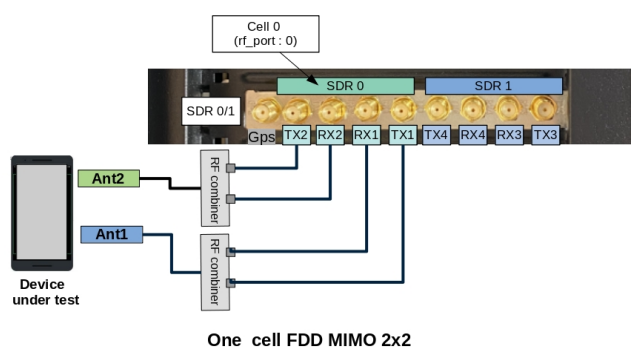 Cell 0
(rf_port : 0)
SDR 0
SDR 1
SDR 0/1
Gps
TX2
RX2
RX1
TX1
TX4
RX4
RX3
TX3
Ant2
RF combiner
Ant1
RF combiner
Device
under test
One cell FDD MIMO 2x2